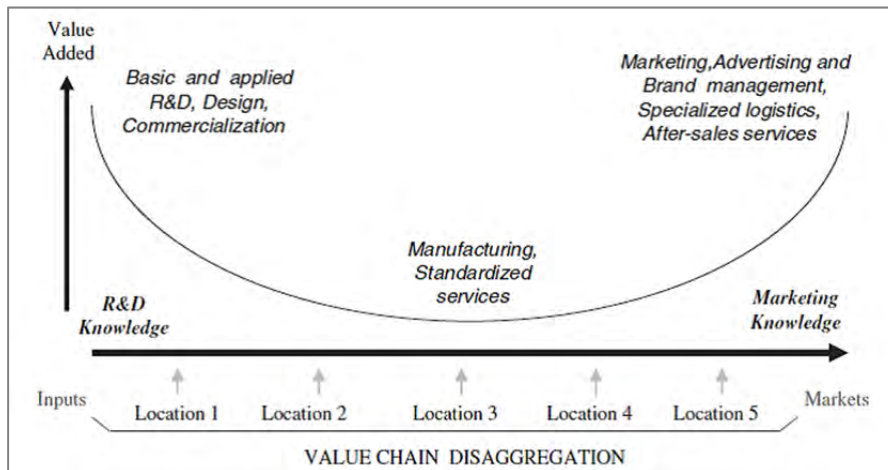 Value
Added
Basic and applied
R&D, Design,
Commercialization
Marketing,Advertising and
Brand management,
Specialized logistics,
After-sales services
Manufacturing,
Standardized
services
R&D
Knowledge
Marketing
Knowledge
Inputs
Location 1
Location 2
Location 3
Location 4
Location 5
Markets
VALUE CHAIN DISAGGREGATION